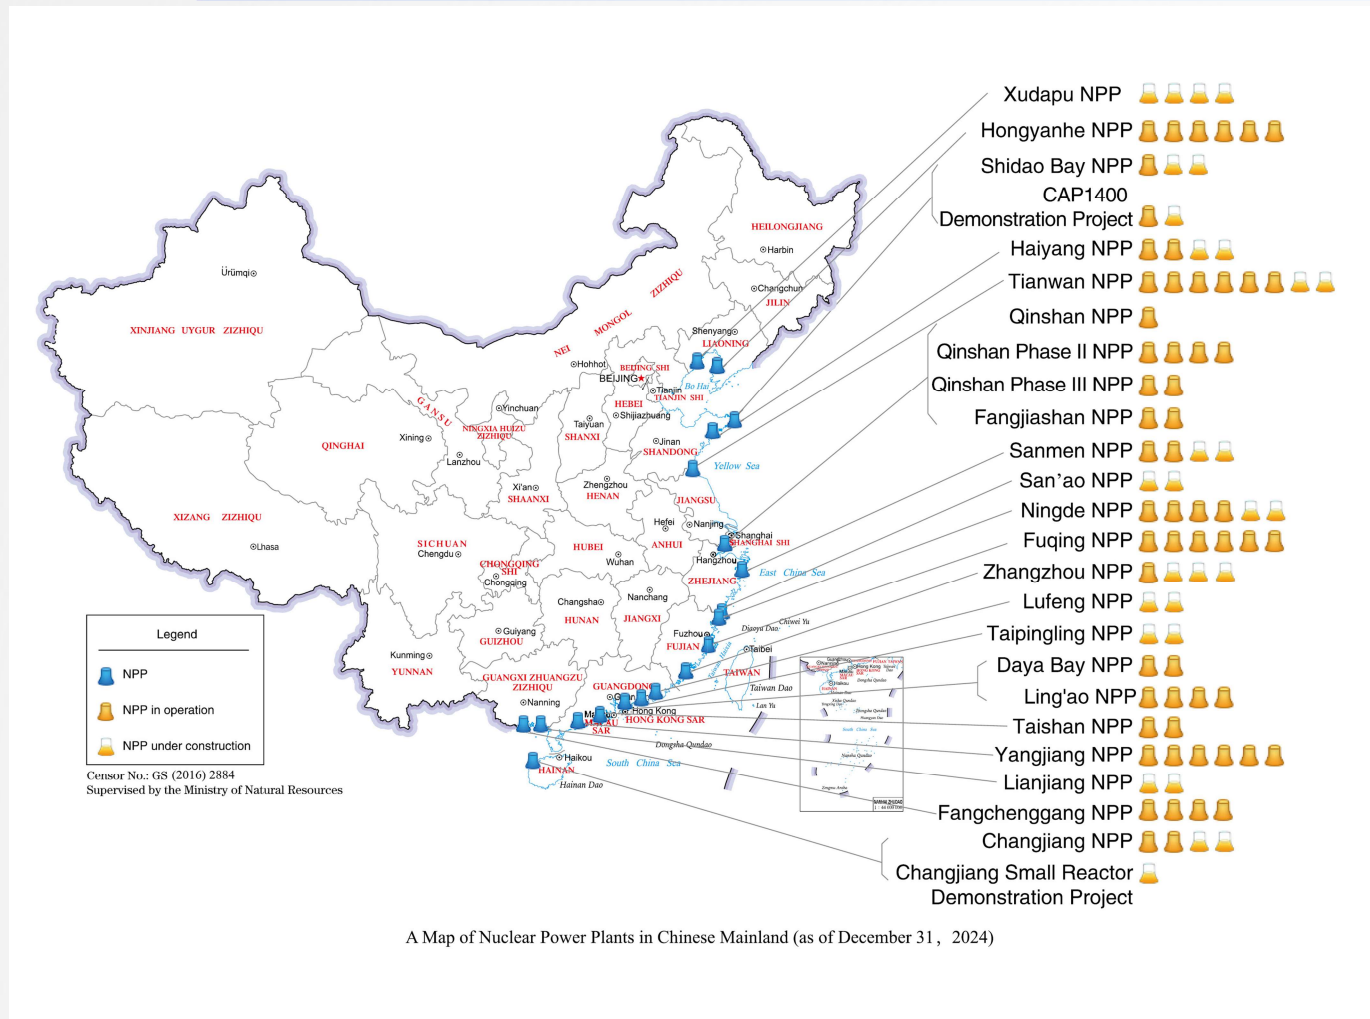 Xudapu NPP
Hongyanhe NPP
Shidao Bay NPP
CAP1400
Demonstration Project
Haiyang NPP
Tianwan NPP
Qinshan NPP
Qinshan Phase II NPP
Qinshan Phase III NPP
Fangjiashan NPP
Sanmen NPP
San’ao NPP
Ningde NPP
Fuqing NPP
Zhangzhou NPP
Lufeng NPP
Taipingling NPP
Daya Bay NPP
Ling'ao NPP
Taishan NPP
Yangjiang NPP
Lianjiang NPP
Fangchenggang NPP
Changjiang NPP
Changjiang Small Reactor
Demonstration Project
HEILONGJIANG
Harbin
Ürümqi
ZIZHIQU
Changchun
JILIN
XINJIANG UYGUR ZIZHIQU
MONGOL
Shenyang
LIAONING
NEI
Hohhot
BEIJING SHI
BEIJING
Bo Hai
Tianjin
TIANJIN SHI
GANSU
Yinchuan
HEBEI
Shijiazhuang
Taiyuan
NINGXIA HUIZU
ZIZHIQU
SHANXI
Xining
QINGHAI
Jinan
SHANDONG
Lanzhou
Yellow Sea
Zhengzhou
Xi'an
SHAANXI
HENAN
JIANGSU
XIZANG ZIZHIQU
Hefei
Nanjing
Shanghai
SHANGHAI SHI
Lhasa
SICHUAN
Chengdu
HUBEI
ANHUI
Wuhan
Hangzhou
CHONGQING
SHI
Chongqing
East China Sea
ZHEJIANG
Nanchang
Changsha
HUNAN
JIANGXI
Chiwei Yu
Diaoyu Dao
Guiyang
GUIZHOU
Fuzhou
FUJIAN
Taibei
Kunming
YUNNAN
TAIWAN
Taiwan Dao
GUANGXI ZHUANGZU
ZIZHIQU
GUANGDONG
Nanning
Lan Yu
Hong Kong
HONG KONG SAR
SAR
Dongsha Qundao
Haikou
South China Sea
HAINAN
Hainan Dao
Legend
NPP
NPP in operation
NPP under construction
Censor No.: GS (2016) 2884
Supervised by the Ministry of Natural Resources
A Map of Nuclear Power Plants in Chinese Mainland (as of December 31, 2024)